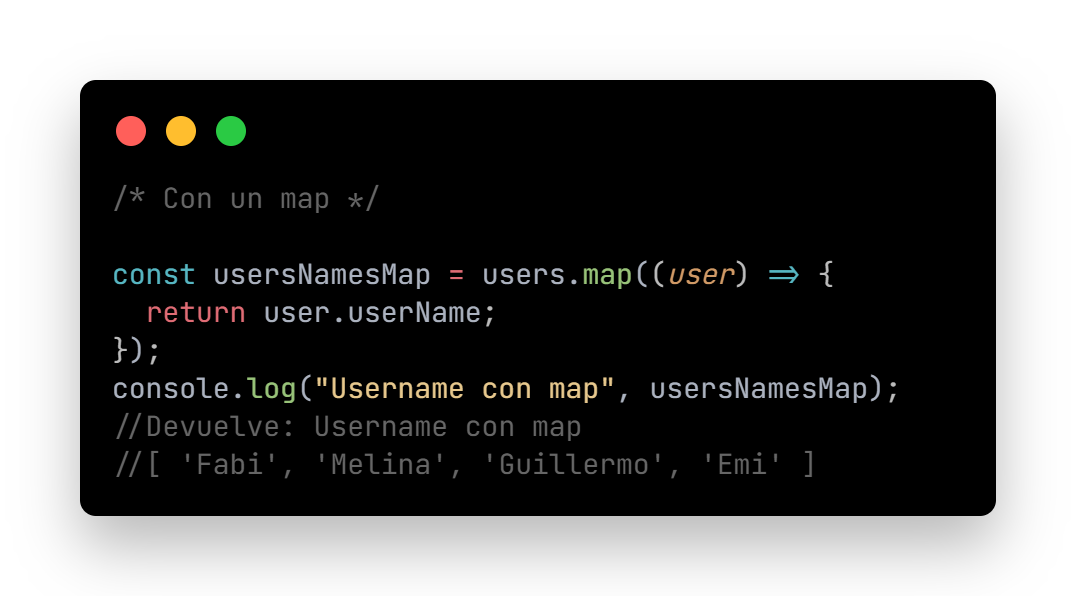 /* Con un map */
const usersNamesMap = users.map((user) => {
  return user.userName;
});
console.log("Username con map", usersNamesMap);
//Devuelve: Username con map
//[ 'Fabi', 'Melina', 'Guillermo', 'Emi' ]